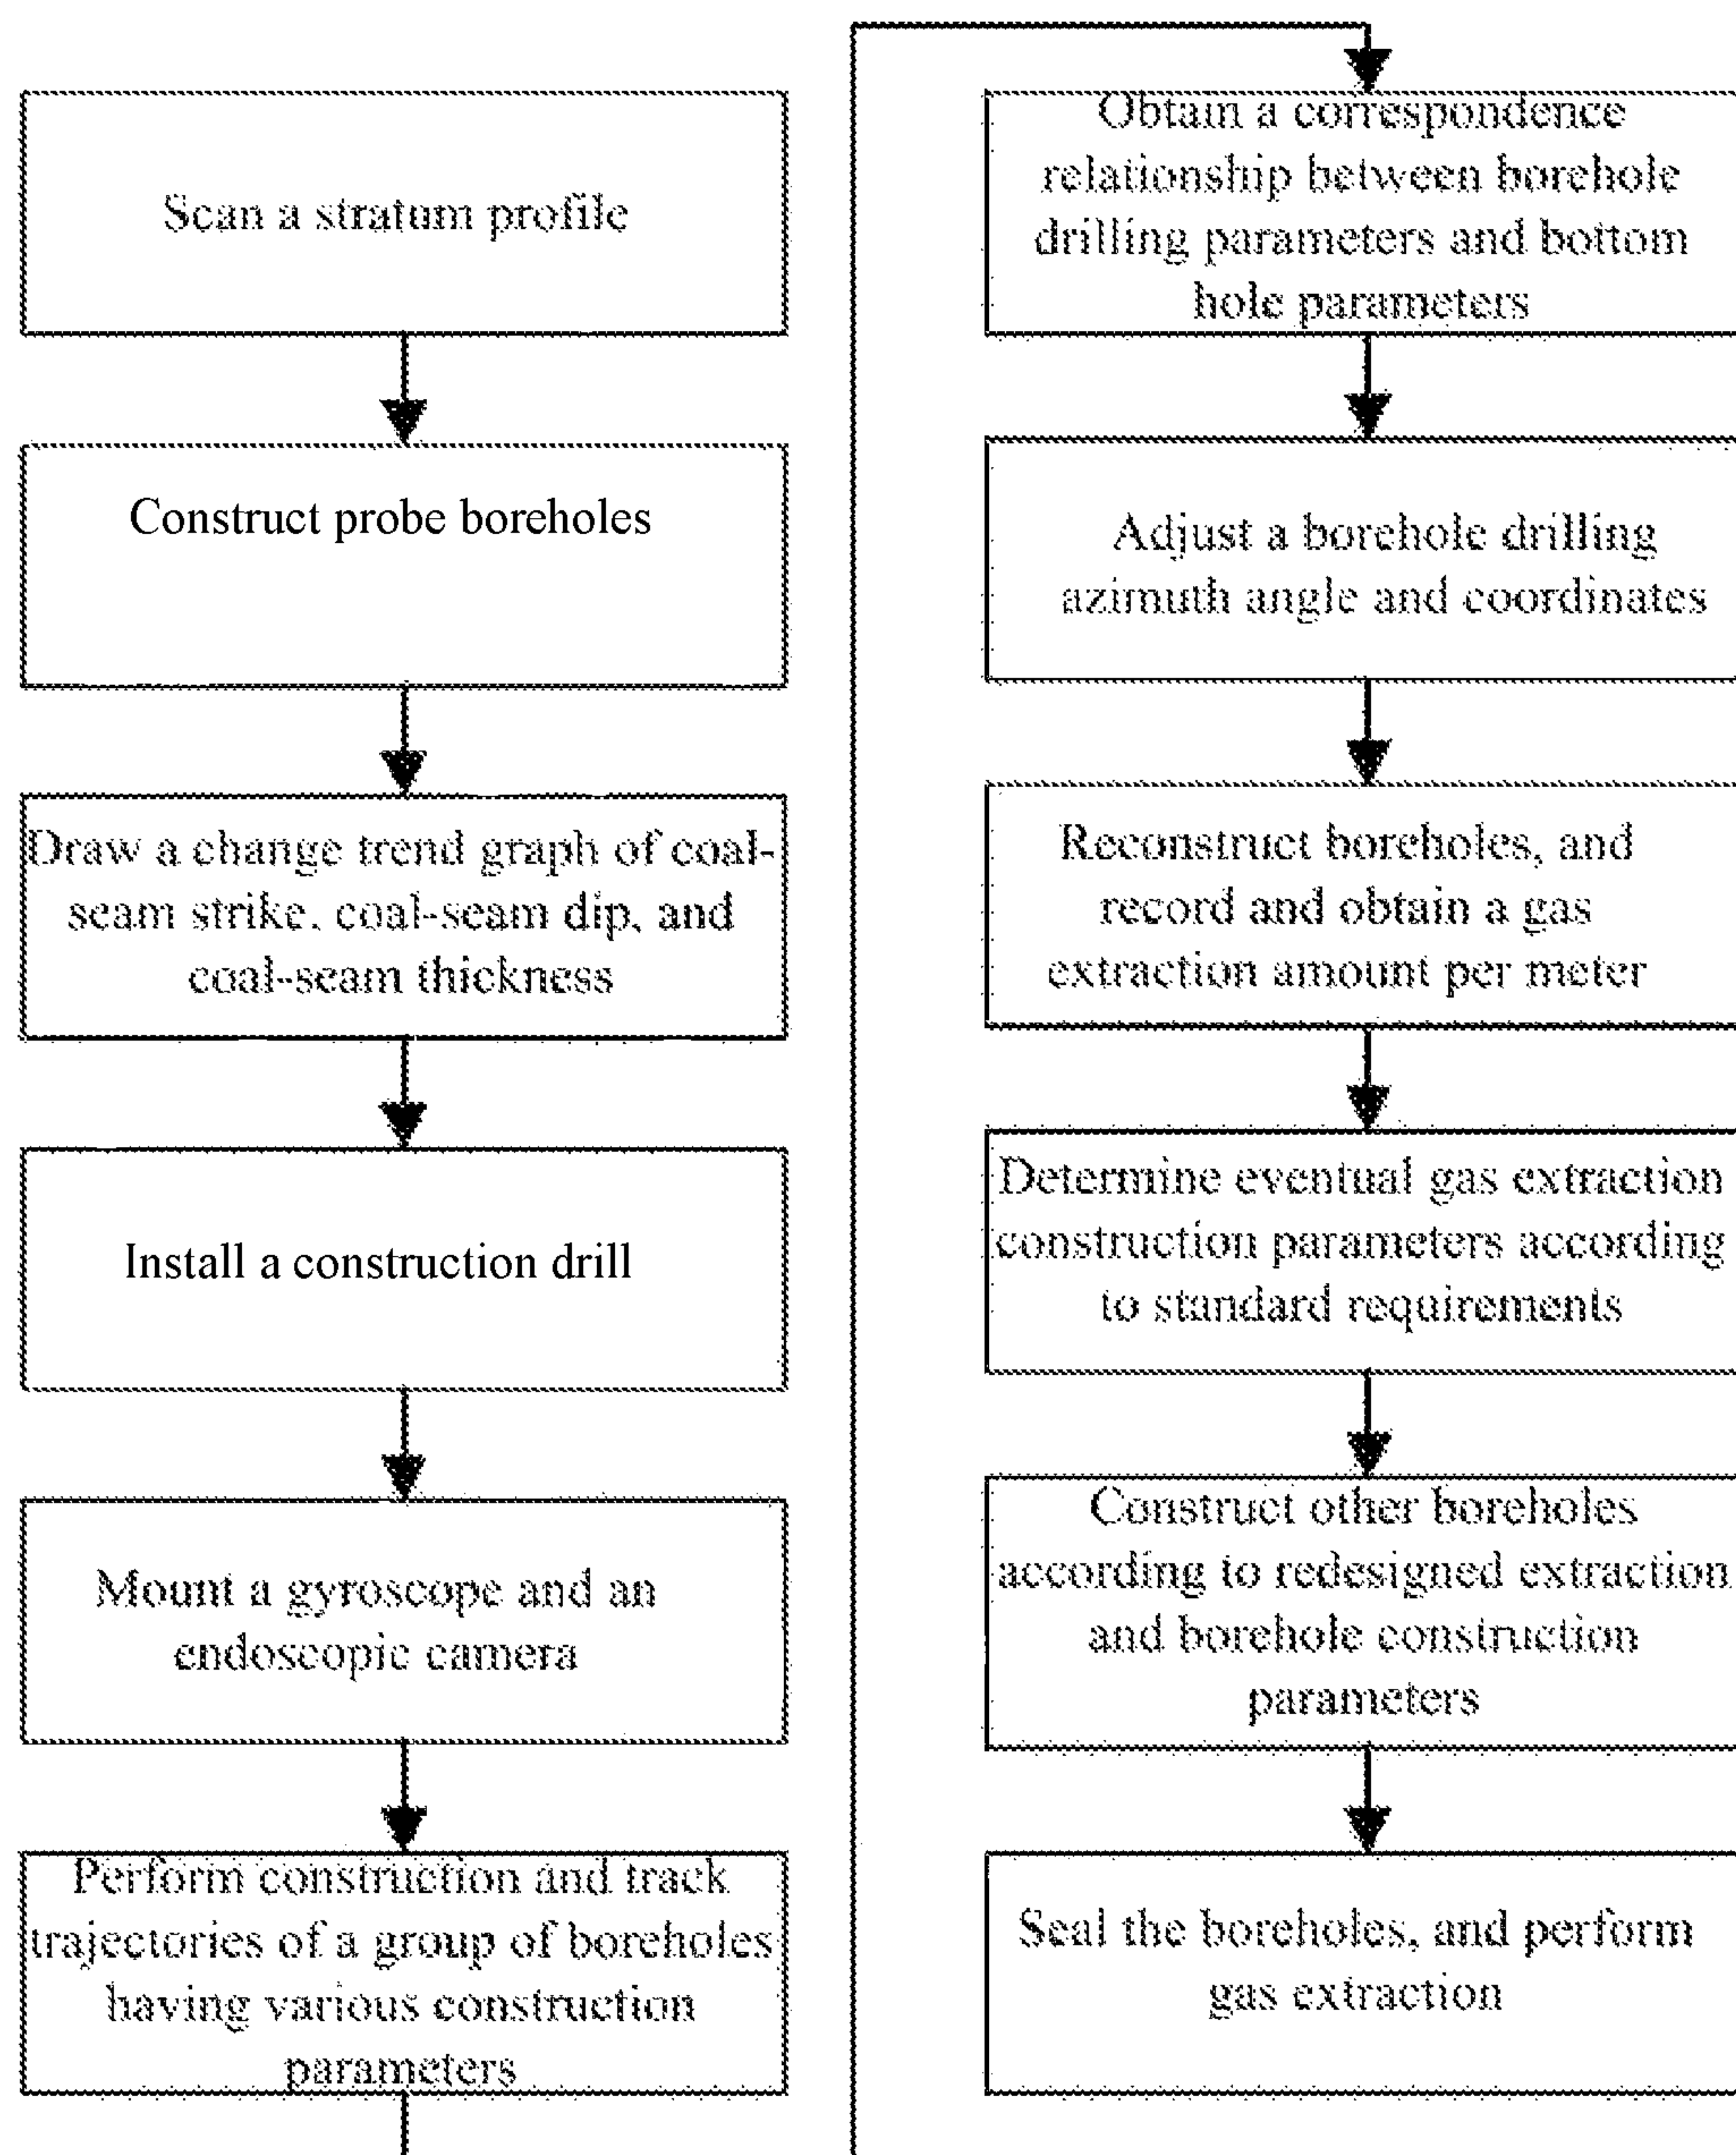 Scan a stratum profile
Construct probe boreholes
Draw a change trend graph of coal-
seam strike, coal-seam dip, and
coal-seam thickness
Install a construction drill
Mount a gyroscope and an
endoscopic camera
Perform construction and track
trajectories of a group of boreholes
having various construction
parameters
Obtain a correspondence
relationship between borehole
drilling parameters and bottom
hole parameters
Adjust a borehole drilling
azimuth angle and coordinates
Reconstruct boreholes, and
record and obtain a gas
extraction amount per meter
Determine eventual gas extraction
construction parameters according
to standard requirements
Construct other boreholes
according to redesigned extraction
and borehole construction
parameters
Seal the boreholes, and perform
gas extraction